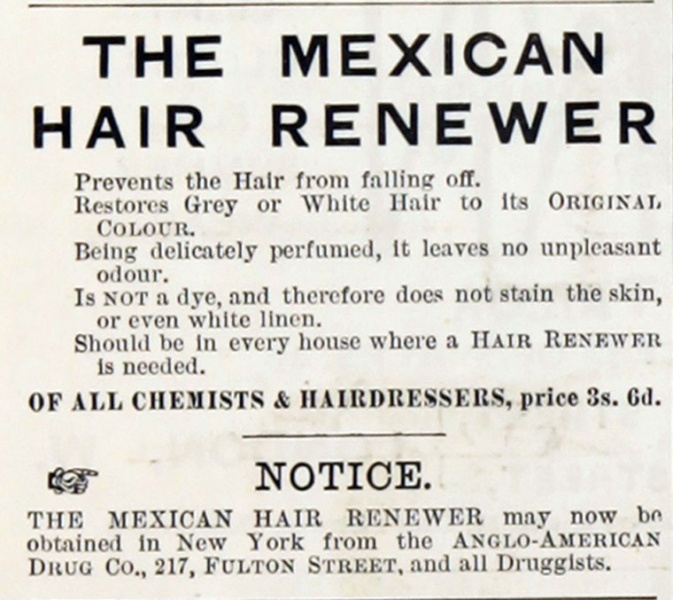 THE MEXICAN
HAIR RENEWER
Prevents the Hair from falling off.
Restores Grey or White Hair to its ORIGINAL
COLOUR.
Being delicately perfumed, it leaves no unpleasant
odour.
Is NOT a dye, and therefore does not stain the skin,
or even white linen.
Should be in every house where a HAIR RENEWER
is needed.
OF ALL CHEMISTS & HAIRDRESSERS, price 3s. 6d.
NOTICE.
THE MEXICAN HAIR RENEWER may now be
obtained in New York from the ANGLO-AMERICAN
DRUG CO., 217, FULTON STREET, and all Druggists.